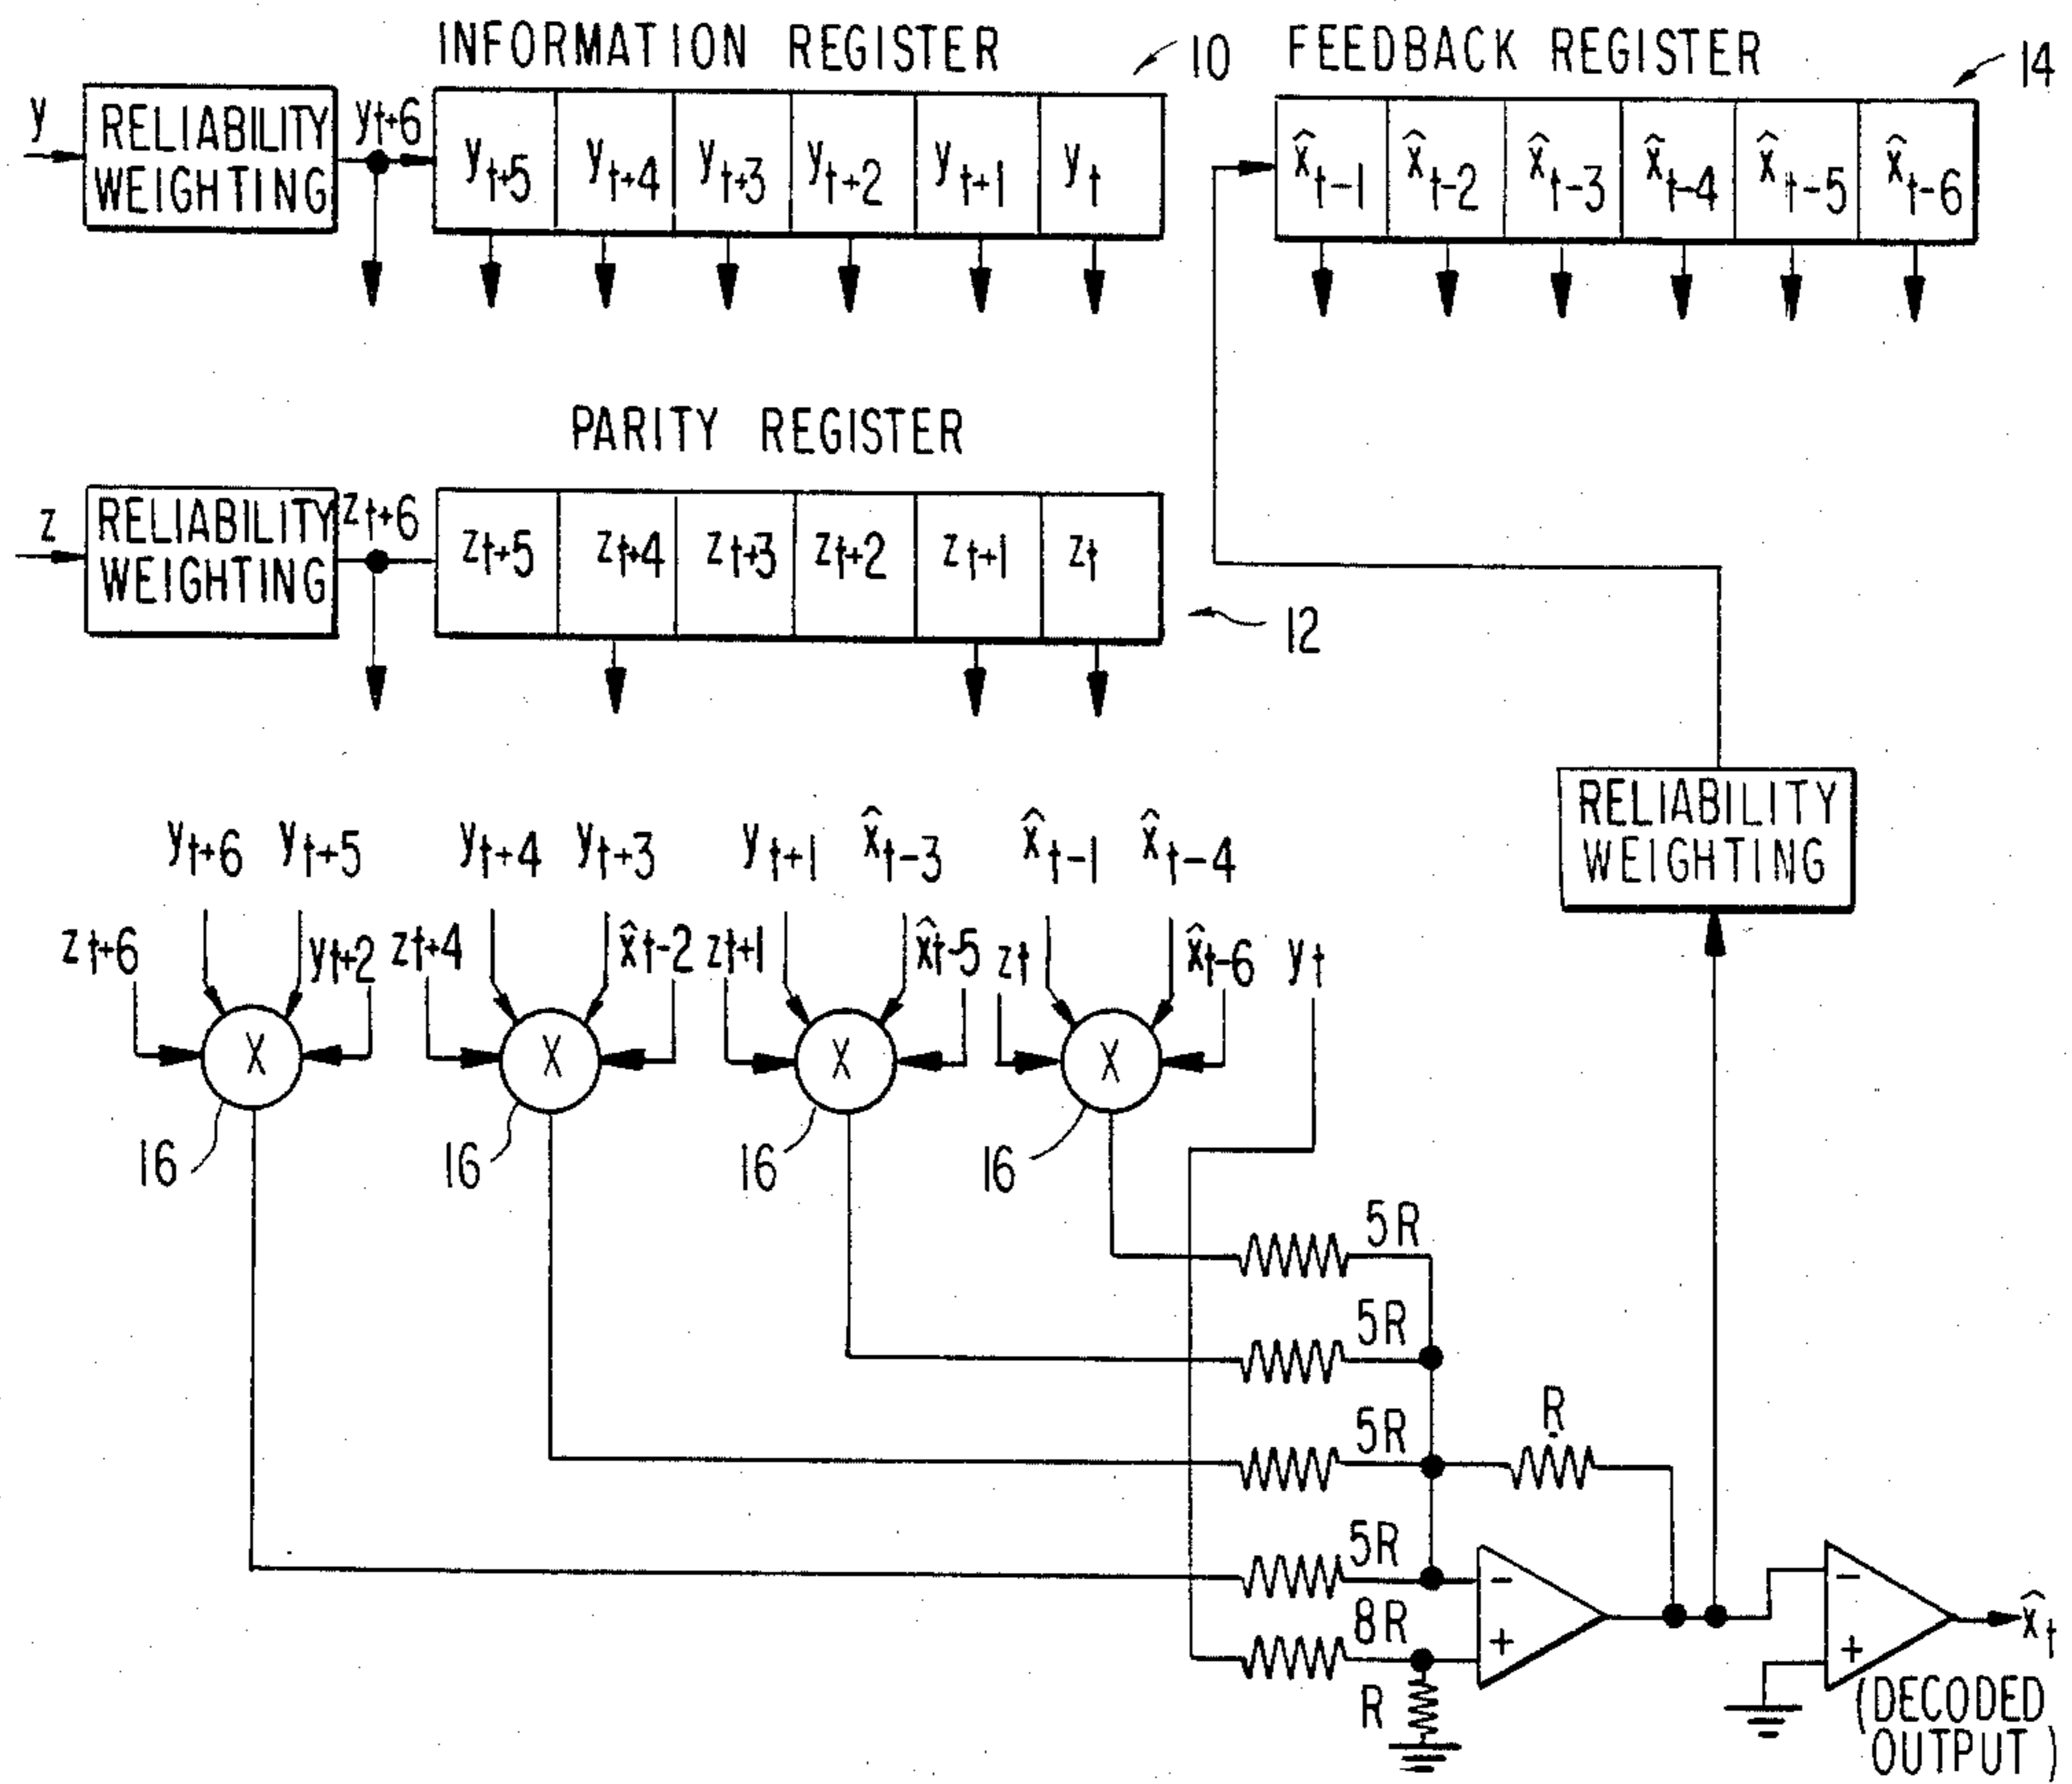 INFORMATION REGISTER
10
FEEDBACK REGISTER
14
y
RELIABILITY
WEIGHTING
yt+6
yt+5
yt+4
yt+3
yt+2
yt+1
yt
x̂t-1
x̂t-2
x̂t-3
x̂t-4
x̂t-5
x̂t-6
PARITY REGISTER
z
RELIABILITY
WEIGHTING
zt+6
zt+5
zt+4
zt+3
zt+2
zt+1
zt
12
RELIABILITY
WEIGHTING
yt+6 yt+5 yt+4 yt+3 yt+1 x̂t-3 x̂t-1 x̂t-4
zt+6 yt+2 zt+4 x̂t-2 zt+1 x̂t-5 zt x̂t-6 yt
X X X X
16 16 16 16
5R
5R
5R
R
5R
8R
R
- +
- +
x̂t
(DECODED
OUTPUT)